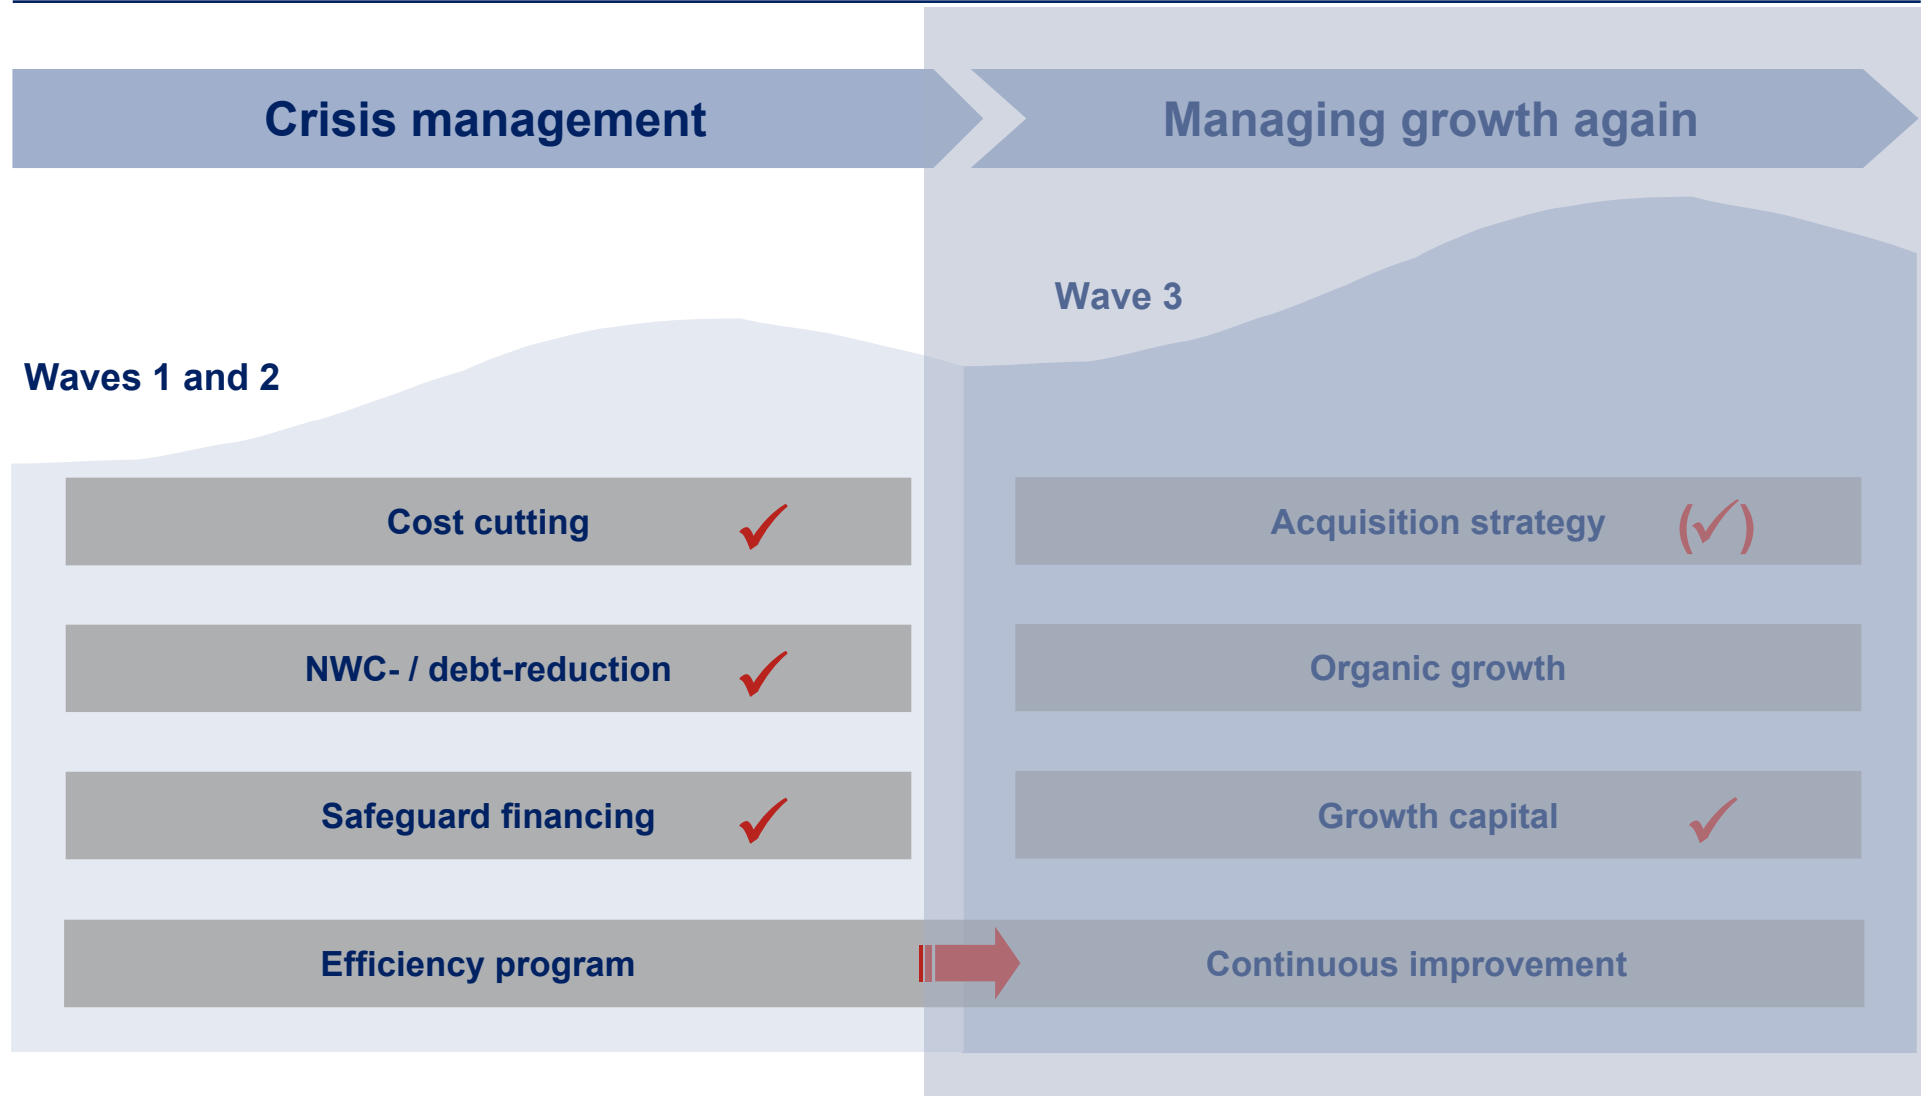 Crisis management
Managing growth again
Wave 3
Waves 1 and 2
Cost cutting ✓
Acquisition strategy (✓)
NWC- / debt-reduction ✓
Organic growth
Safeguard financing ✓
Growth capital ✓
Efficiency program
Continuous improvement